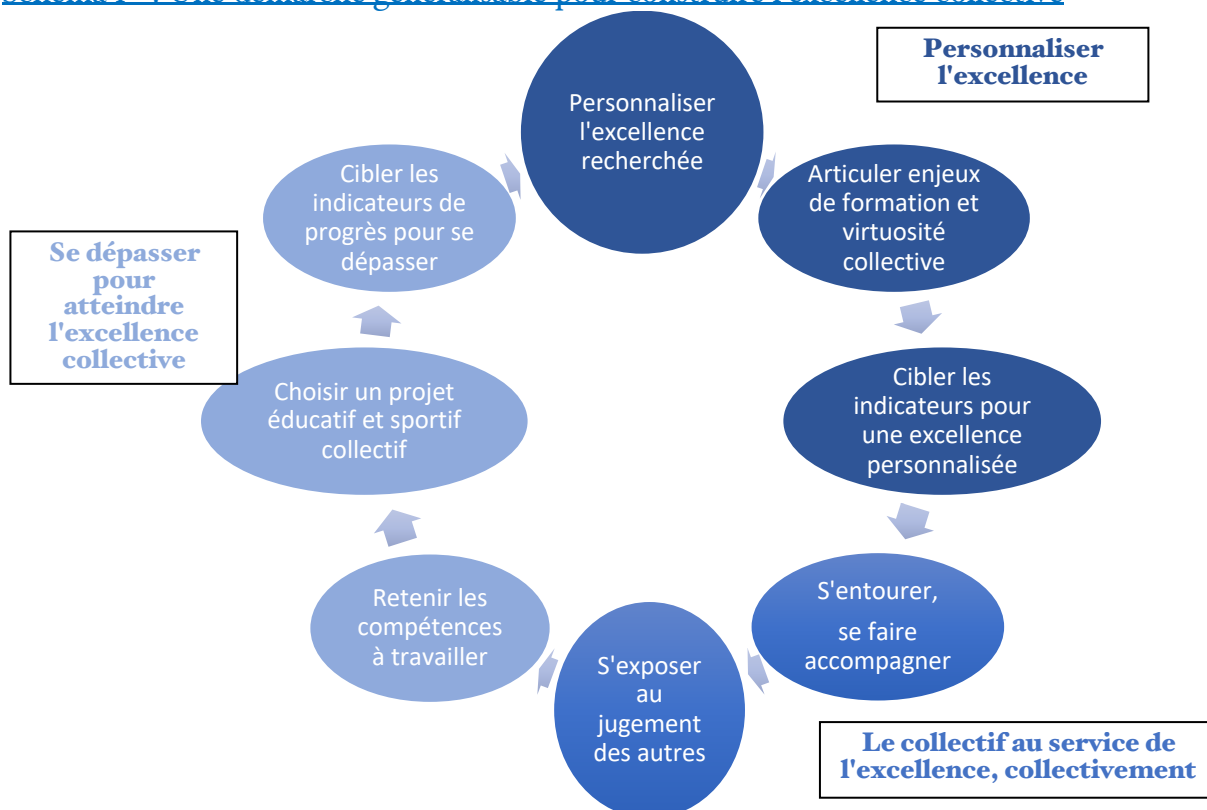 Personnaliser
l'excellence
Personnaliser
l'excellence
recherchée
Articuler enjeux
de formation et
virtuosité
collective
Cibler les
indicateurs pour
une excellence
personnalisée
S'entourer,
se faire
accompagner
Le collectif au service de
l'excellence, collectivement
S'exposer
au
jugement
des autres
Retenir les
compétences
à travailler
Choisir un projet
éducatif et sportif
collectif
Se dépasser
pour
atteindre
l'excellence
collective
Cibler les
indicateurs de
progrès pour se
dépasser